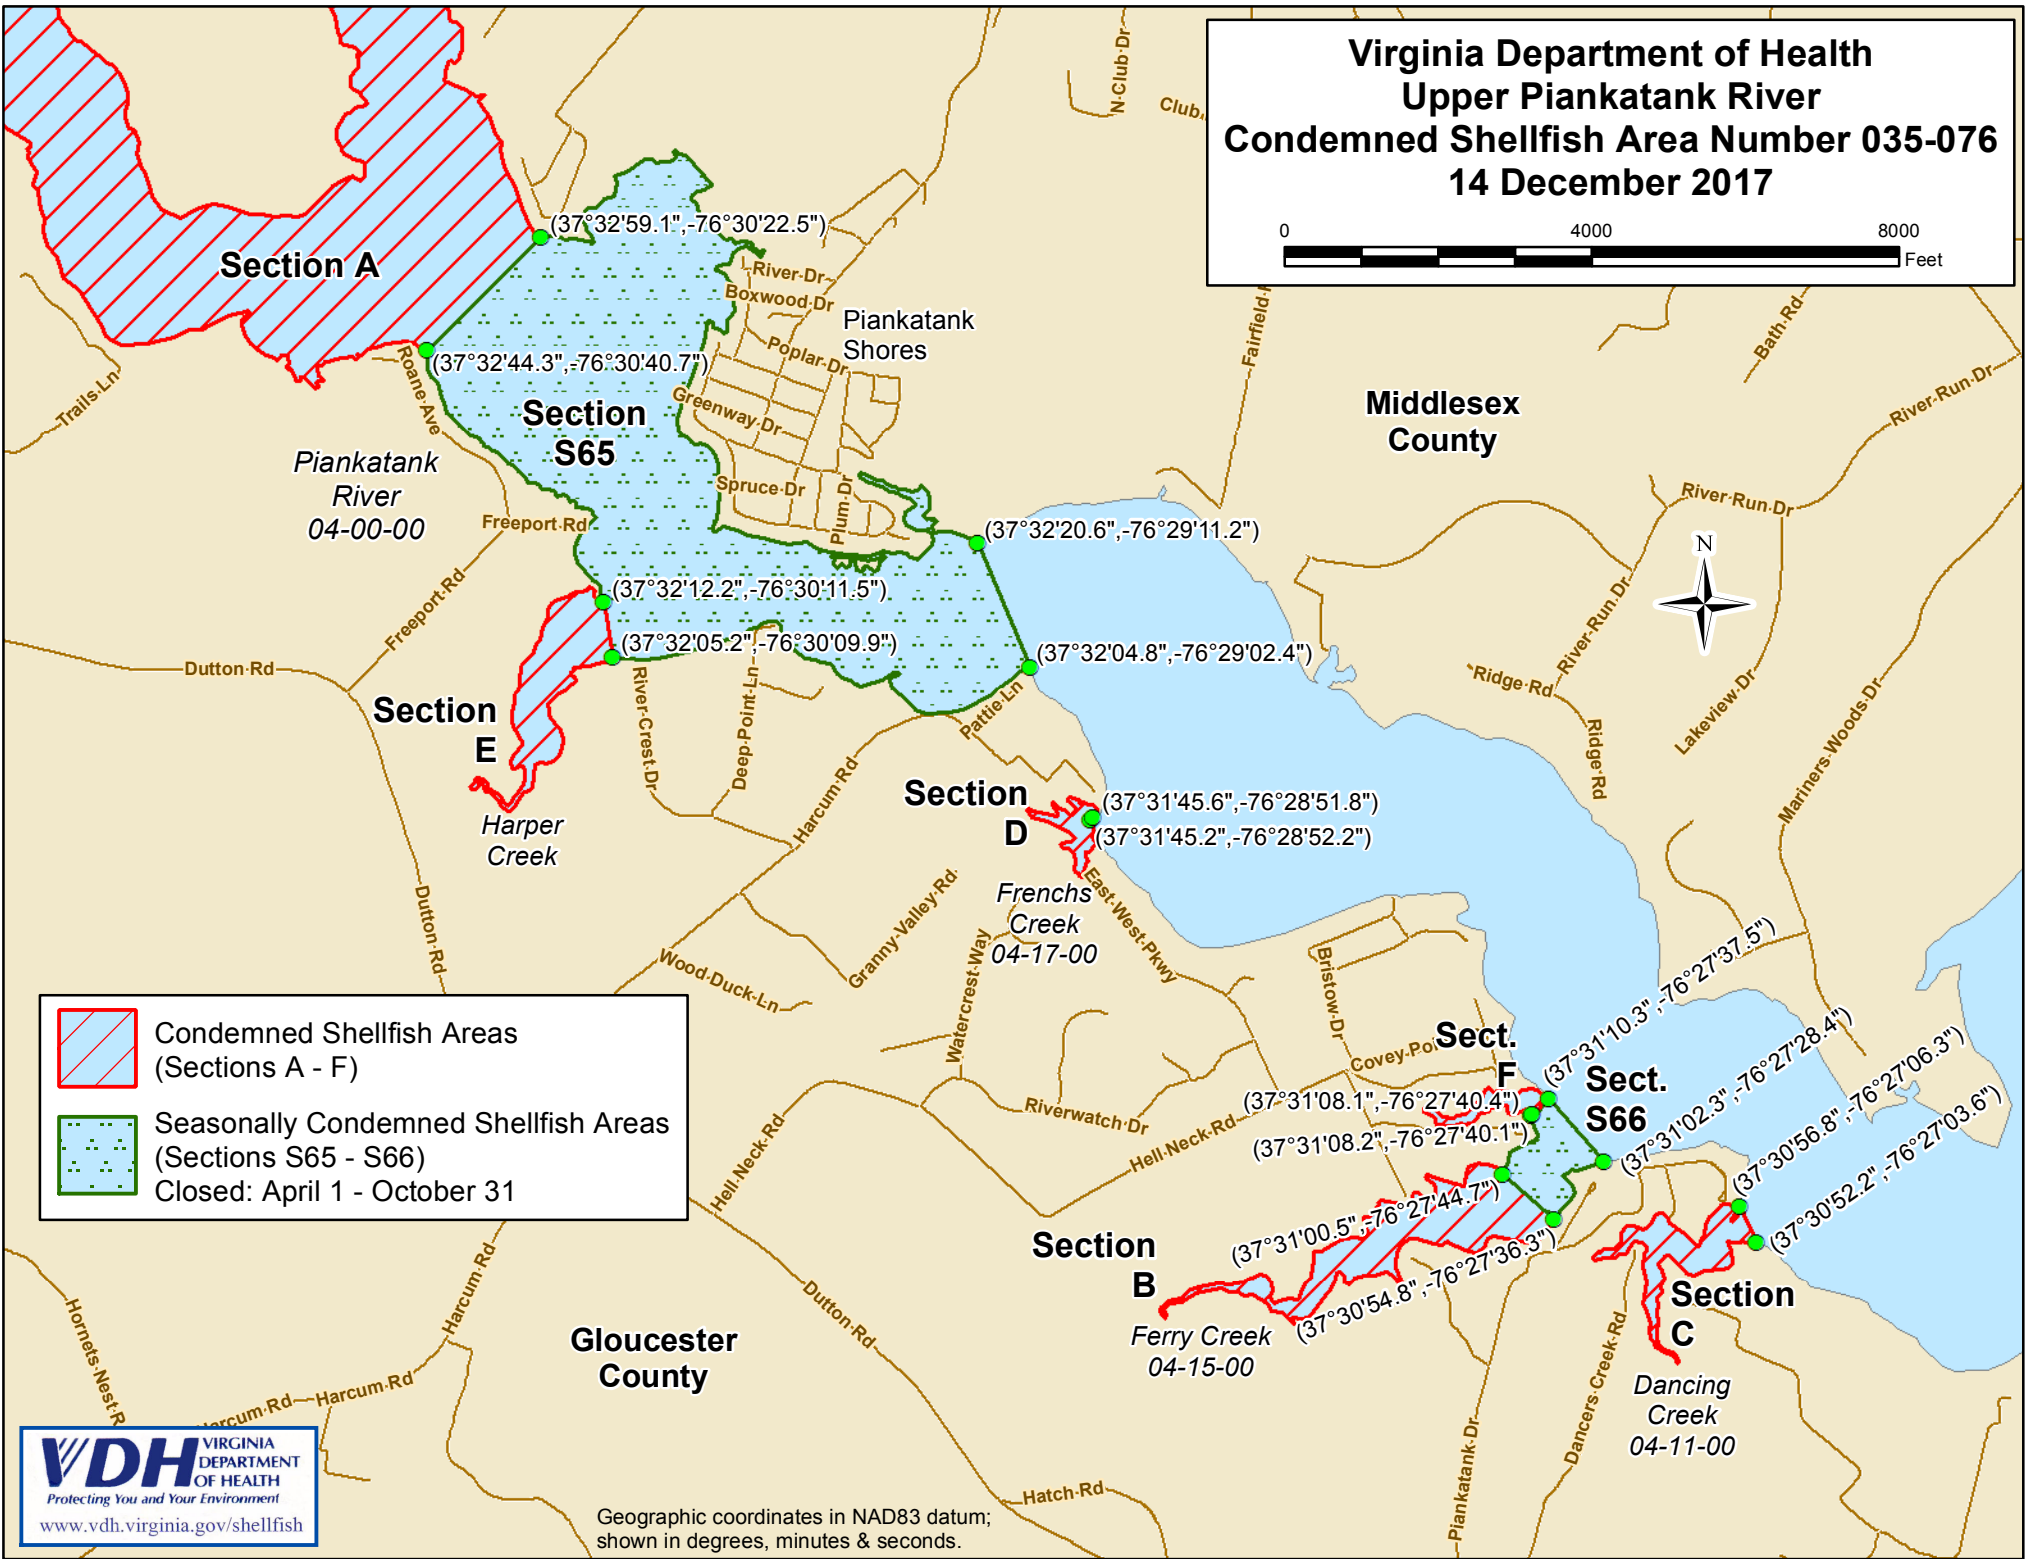 Virginia Department of Health
Upper Piankatank River
Condemned Shellfish Area Number 035-076
14 December 2017
0 4000 8000
Feet
N Club Dr
Club
(37°32'59.1",-76°30'22.5")
Section A
River Dr
Boxwood Dr
Piankatank
Shores
Poplar Dr
(37°32'44.3",-76°30'40.7")
Roane Ave
Trails Ln
Greenway Dr
Section
S65
Fairfield
Bath Rd
River Run Dr
Middlesex
County
Piankatank
River
04-00-00
Spruce Dr
Plum Dr
Freeport Rd
River Run Dr
(37°32'20.6",-76°29'11.2")
N
Freeport Rd
(37°32'12.2",-76°30'11.5")
River Run Dr
(37°32'05.2",-76°30'09.9")
(37°32'04.8",-76°29'02.4")
Dutton Rd
Ridge Rd
River Crest Dr
Deep Point Ln
Pattie Ln
Lakeview Dr
Mariners Woods Dr
Section
E
Ridge Rd
Harcum Rd
Section
D
(37°31'45.6",-76°28'51.8")
(37°31'45.2",-76°28'52.2")
Harper
Creek
Dutton Rd
Granny Valley Rd
Frenchs
Creek
04-17-00
East West Pkwy
Wood Duck Ln
Watercrest Way
Bristow Dr
(37°31'10.3",-76°27'37.5")
Condemned Shellfish Areas
(Sections A - F)
Covey Poi
Sect.
F
Sect.
S66
(37°31'02.3",-76°27'28.4")
(37°30'56.8",-76°27'06.3")
(37°30'52.2",-76°27'03.6")
(37°31'08.1",-76°27'40.4")
(37°31'08.2",-76°27'40.1")
Seasonally Condemned Shellfish Areas
(Sections S65 - S66)
Closed: April 1 - October 31
Riverwatch Dr
Hell Neck Rd
Hell Neck Rd
(37°31'00.5",-76°27'44.7")
(37°30'54.8",-76°27'36.3")
Section
B
Ferry Creek
04-15-00
Section
C
Dancing
Creek
04-11-00
Harcum Rd
Dutton Rd
Hornets Nest R
Gloucester
County
Harcum Rd
Harcum Rd
Dancers Creek Rd
Piankatank Dr
Hatch Rd
VDH VIRGINIA
DEPARTMENT
OF HEALTH
Protecting You and Your Environment
www.vdh.virginia.gov/shellfish
Geographic coordinates in NAD83 datum;
shown in degrees, minutes & seconds.